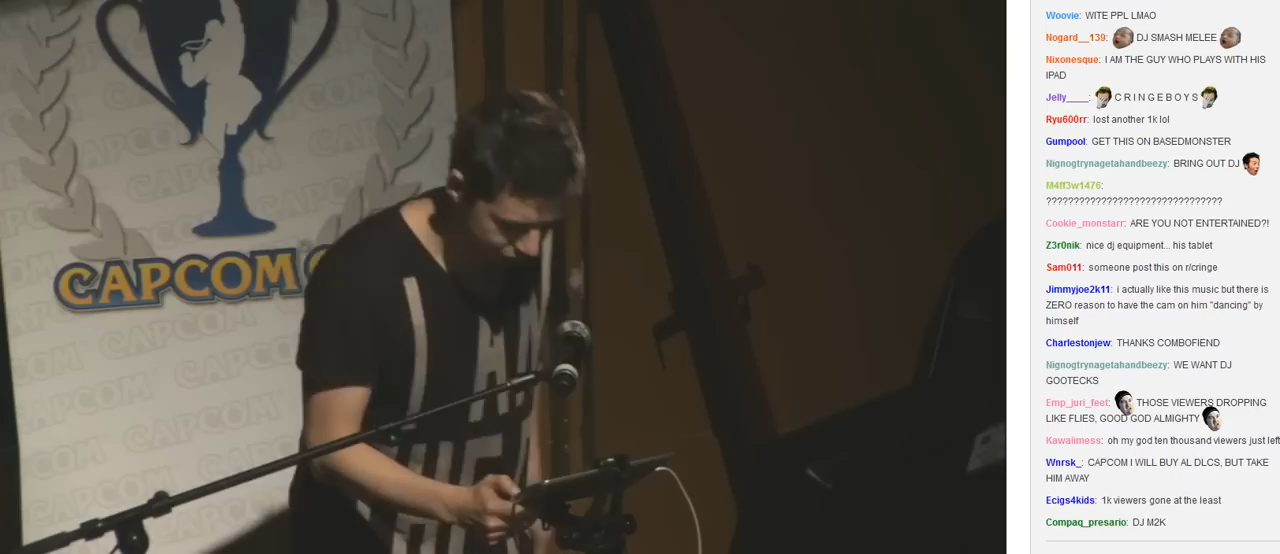 CAPCOM
CAPCOM
CAPCOM
CAPCOM
CAPCOM
Woovie: WITE PPL LMAO
Nogard__139: DJ SMASH MELEE
Nixonesque: I AM THE GUY WHO PLAYS WITH HIS
IPAD
Jelly____: C R I N G E B O Y S
Ryu600rr: lost another 1k lol
Gumpool: GET THIS ON BASEDMONSTER
Nignogtrynagetahandbeezy: BRING OUT DJ
M4ff3w1476:
????????????????????????????????
Cookie_monstarr: ARE YOU NOT ENTERTAINED?!
Z3r0nik: nice dj equipment... his tablet
Sam011: someone post this on r/cringe
Jimmyjoe2k11: i actually like this music but there is
ZERO reason to have the cam on him "dancing" by
himself
Charlestonjew: THANKS COMBOFIEND
Nignogtrynagetahandbeezy: WE WANT DJ
GOOTECKS
Emp_juri_feet: THOSE VIEWERS DROPPING
LIKE FLIES, GOOD GOD ALMIGHTY
Kawaiimess: oh my god ten thousand viewers just left
Wnrsk_: CAPCOM I WILL BUY AL DLCS, BUT TAKE
HIM AWAY
Ecigs4kids: 1k viewers gone at the least
Compaq_presario: DJ M2K